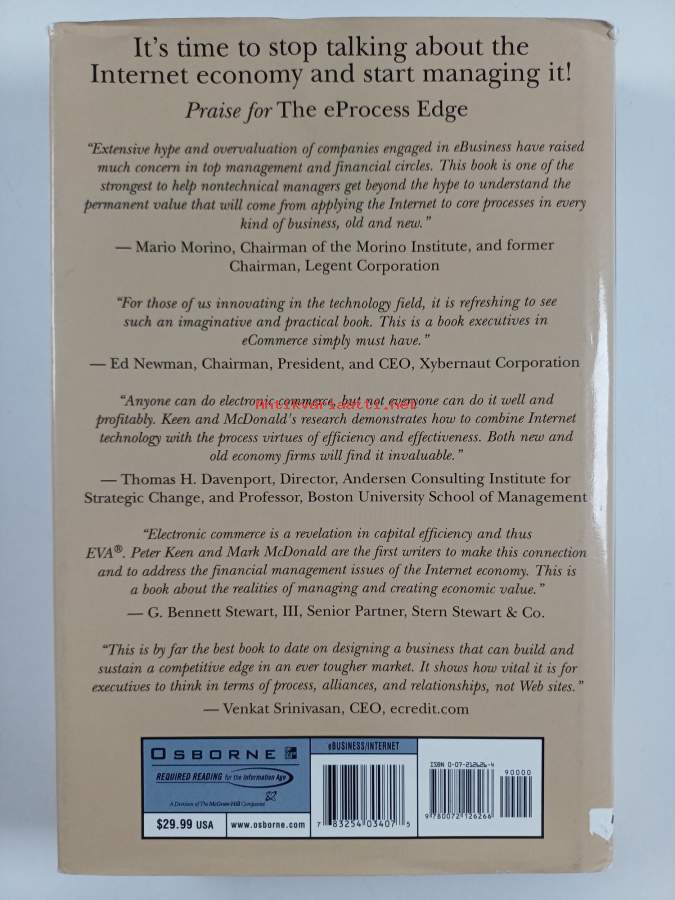 It's time to stop talking about the
Internet economy and start managing it!
Praise for The eProcess Edge
“Extensive hype and overvaluation of companies engaged in eBusiness have raised
much concern in top management and financial circles. This book is one of the
strongest to help nontechnical managers get beyond the hype to understand the
permanent value that will come from applying the Internet to core processes in every
kind of business, old and new.”
— Mario Morino, Chairman of the Morino Institute, and former
Chairman, Legent Corporation
“For those of us innovating in the technology field, it is refreshing to see
such an imaginative and practical book. This is a book executives in
eCommerce simply must have.”
— Ed Newman, Chairman, President, and CEO, Xybernaut Corporation
“Anyone can do electronic commerce, but not everyone can do it well and
Antikvariaatti.net
profitably. Keen and McDonald's research demonstrates how to combine Internet
technology with the process virtues of efficiency and effectiveness. Both new and
old economy firms will find it invaluable.”
— Thomas H. Davenport, Director, Andersen Consulting Institute for
Strategic Change, and Professor, Boston University School of Management
“Electronic commerce is a revelation in capital efficiency and thus
EVA®. Peter Keen and Mark McDonald are the first writers to make this connection
and to address the financial management issues of the Internet economy. This is
a book about the realities of managing and creating economic value.”
— G. Bennett Stewart, III, Senior Partner, Stern Stewart & Co.
“This is by far the best book to date on designing a business that can build and
sustain a competitive edge in an ever tougher market. It shows how vital it is for
executives to think in terms of process, alliances, and relationships, not Web sites.”
— Venkat Srinivasan, CEO, ecredit.com
OSBORNE
REQUIRED READING for the Information Age
A Division of The McGraw-Hill Companies
$29.99 USA
www.osborne.com
eBUSINESS/INTERNET
7 83254 03407 5
ISBN 0-07-212626-4
90000
9 780072 126266